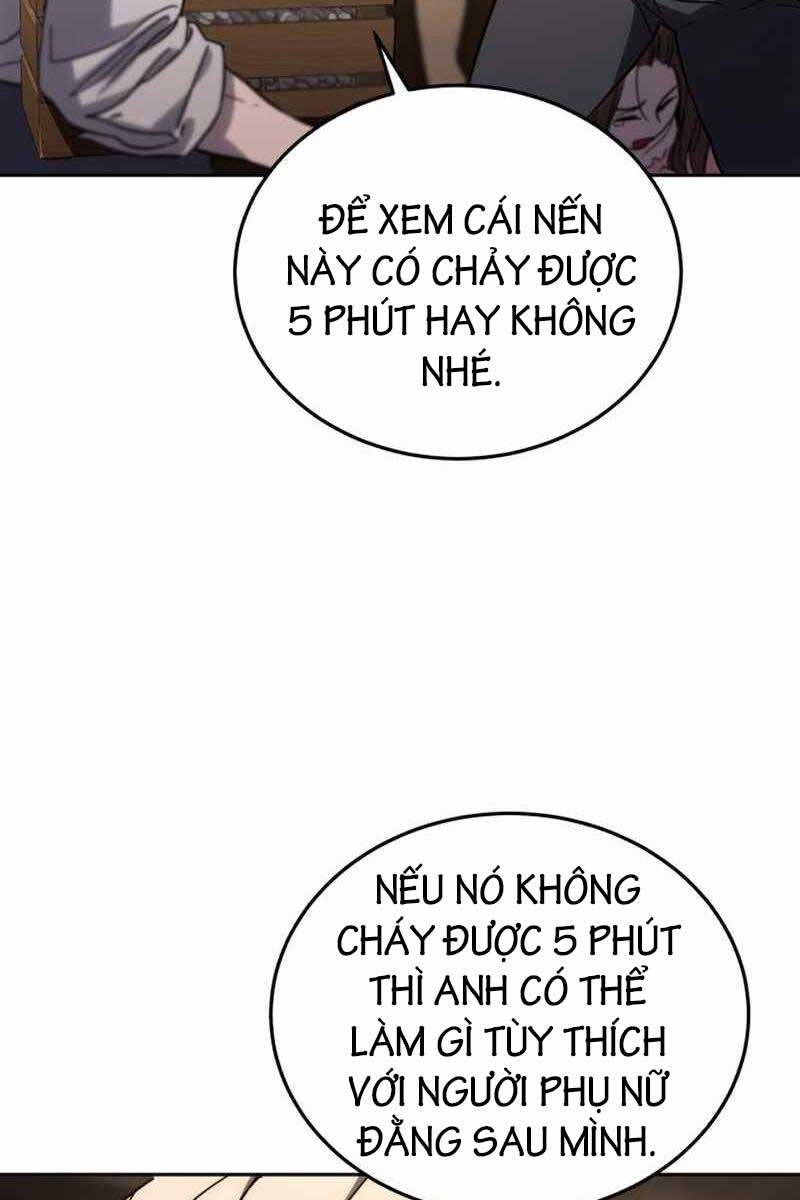 ĐỂ XEM CÁI NẾN
NÀY CÓ CHẢY ĐƯỢC
5 PHÚT HAY KHÔNG
NHÉ.
NẾU NÓ KHÔNG
CHÁY ĐƯỢC 5 PHÚT
THÌ ANH CÓ THỂ
LÀM GÌ TÙY THÍCH
VỚI NGƯỜI PHỤ NỮ
ĐẰNG SAU MÌNH.